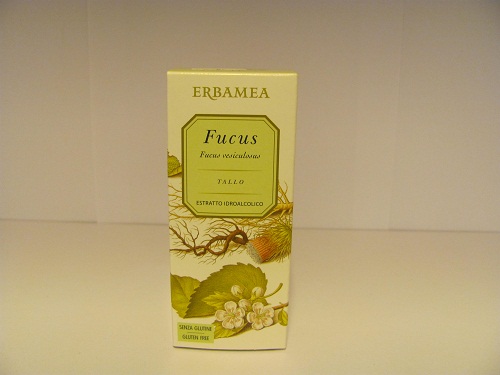 ERBAMEA
Fucus
Fucus vesiculosus
TALLO
ESTRATTO IDROALCOLICO
SENZA GLUTINE
GLUTEN FREE